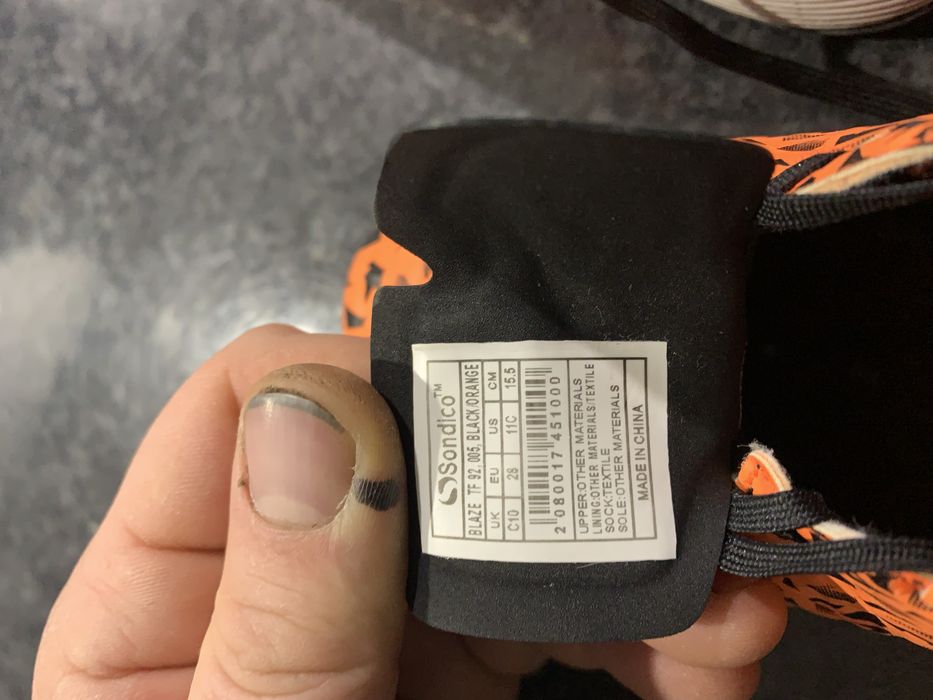 Sondico™
BLAZE TF 92, 005, BLACK/ORANGE
UK EU US CM
C10 28 11C 15.5
2 080017 451000
UPPER:OTHER MATERIALS
LINING:OTHER MATERIALS/TEXTILE
SOCK:TEXTILE
SOLE:OTHER MATERIALS
MADE IN CHINA